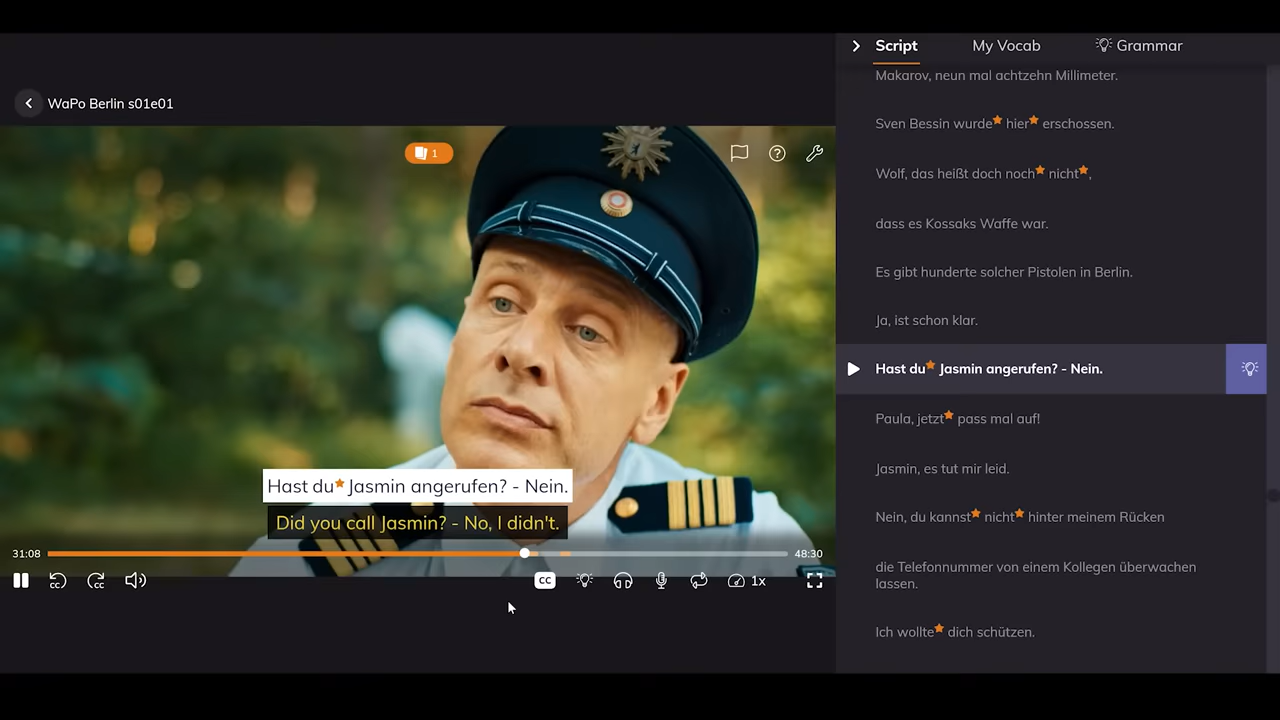 Script My Vocab Grammar
WaPo Berlin s01e01
1
Hast du Jasmin angerufen? - Nein.
Did you call Jasmin? - No, I didn't.
31:08 48:30
CC CC CC 1x
Makarov, neun mal achtzehn Millimeter.
Sven Bessin wurde hier erschossen.
Wolf, das heißt doch noch nicht,
dass es Kossaks Waffe war.
Es gibt hunderte solcher Pistolen in Berlin.
Ja, ist schon klar.
Hast du Jasmin angerufen? - Nein.
Paula, jetzt pass mal auf!
Jasmin, es tut mir leid.
Nein, du kannst nicht hinter meinem Rücken
die Telefonnummer von einem Kollegen überwachen
lassen.
Ich wollte dich schützen.